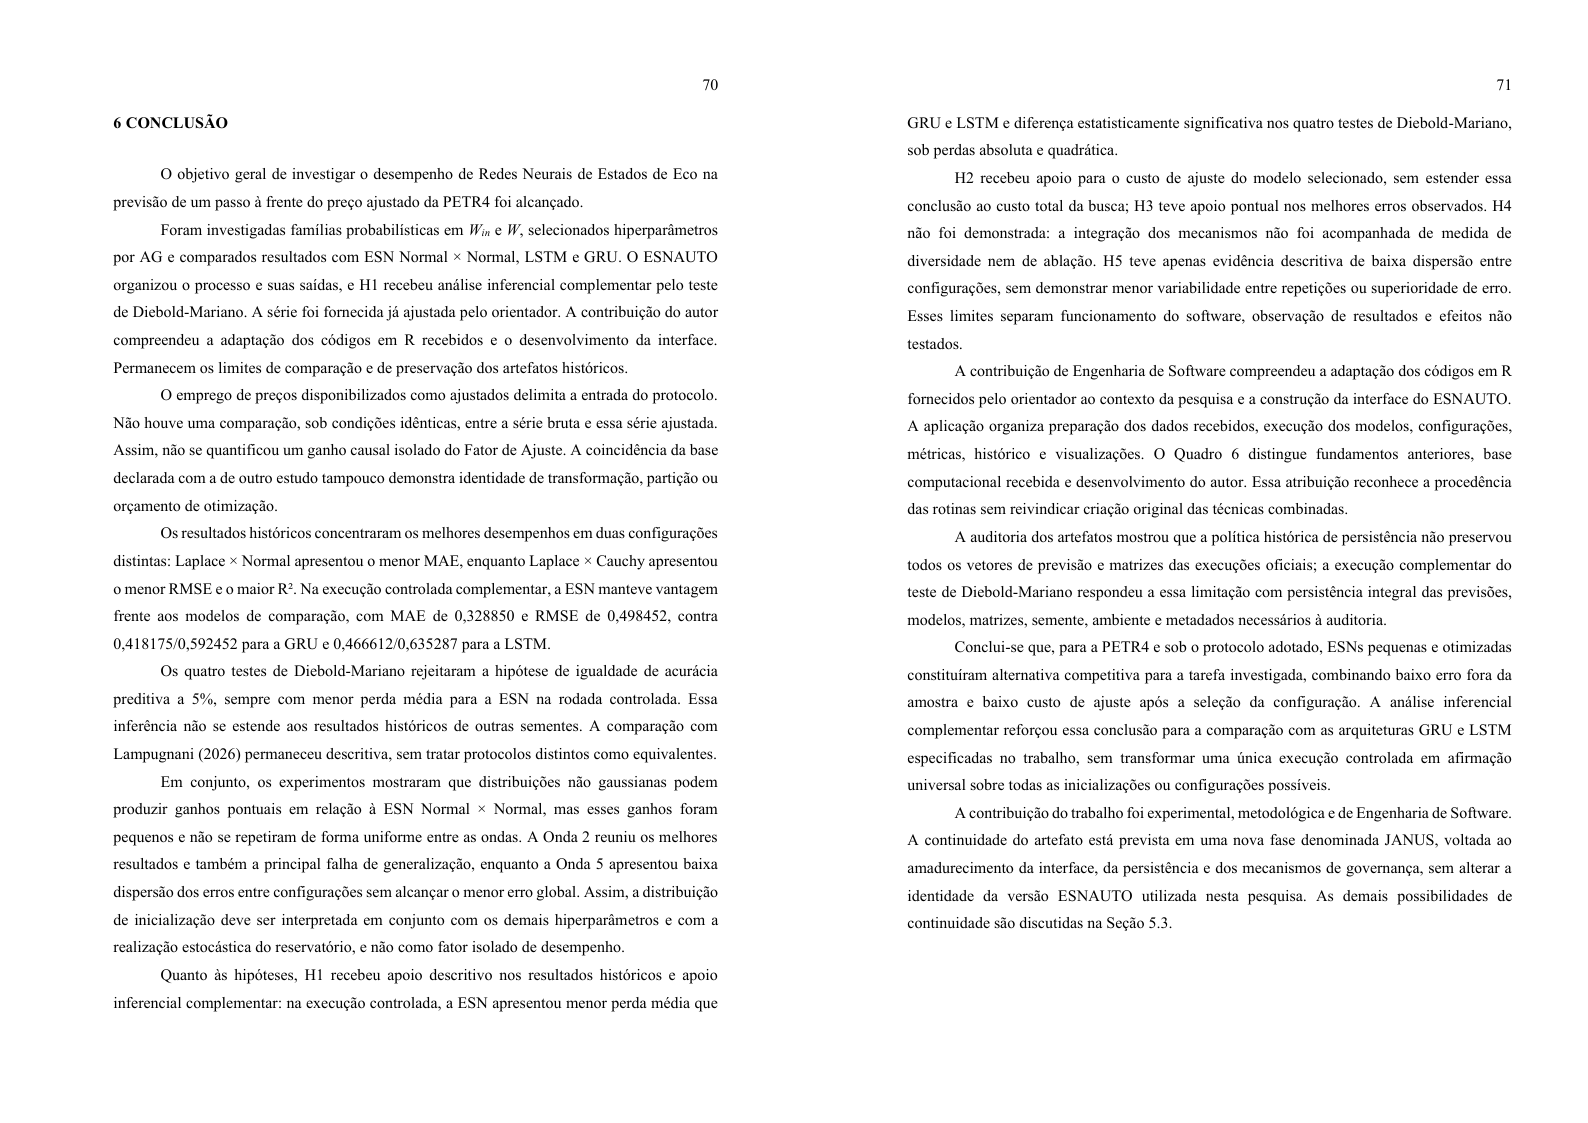 70
6 CONCLUSÃO
O objetivo geral de investigar o desempenho de Redes Neurais de Estados de Eco na
previsão de um passo à frente do preço ajustado da PETR4 foi alcançado.
Foram investigadas famílias probabilísticas em Win e W, selecionados hiperparâmetros
por AG e comparados resultados com ESN Normal × Normal, LSTM e GRU. O ESNAUTO
organizou o processo e suas saídas, e H1 recebeu análise inferencial complementar pelo teste
de Diebold-Mariano. A série foi fornecida já ajustada pelo orientador. A contribuição do autor
compreendeu a adaptação dos códigos em R recebidos e o desenvolvimento da interface.
Permanecem os limites de comparação e de preservação dos artefatos históricos.
O emprego de preços disponibilizados como ajustados delimita a entrada do protocolo.
Não houve uma comparação, sob condições idênticas, entre a série bruta e essa série ajustada.
Assim, não se quantificou um ganho causal isolado do Fator de Ajuste. A coincidência da base
declarada com a de outro estudo tampouco demonstra identidade de transformação, partição ou
orçamento de otimização.
Os resultados históricos concentraram os melhores desempenhos em duas configurações
distintas: Laplace × Normal apresentou o menor MAE, enquanto Laplace × Cauchy apresentou
o menor RMSE e o maior R². Na execução controlada complementar, a ESN manteve vantagem
frente aos modelos de comparação, com MAE de 0,328850 e RMSE de 0,498452, contra
0,418175/0,592452 para a GRU e 0,466612/0,635287 para a LSTM.
Os quatro testes de Diebold-Mariano rejeitaram a hipótese de igualdade de acurácia
preditiva a 5%, sempre com menor perda média para a ESN na rodada controlada. Essa
inferência não se estende aos resultados históricos de outras sementes. A comparação com
Lampugnani (2026) permaneceu descritiva, sem tratar protocolos distintos como equivalentes.
Em conjunto, os experimentos mostraram que distribuições não gaussianas podem
produzir ganhos pontuais em relação à ESN Normal × Normal, mas esses ganhos foram
pequenos e não se repetiram de forma uniforme entre as ondas. A Onda 2 reuniu os melhores
resultados e também a principal falha de generalização, enquanto a Onda 5 apresentou baixa
dispersão dos erros entre configurações sem alcançar o menor erro global. Assim, a distribuição
de inicialização deve ser interpretada em conjunto com os demais hiperparâmetros e com a
realização estocástica do reservatório, e não como fator isolado de desempenho.
Quanto às hipóteses, H1 recebeu apoio descritivo nos resultados históricos e apoio
inferencial complementar: na execução controlada, a ESN apresentou menor perda média que
71
GRU e LSTM e diferença estatisticamente significativa nos quatro testes de Diebold-Mariano,
sob perdas absoluta e quadrática.
H2 recebeu apoio para o custo de ajuste do modelo selecionado, sem estender essa
conclusão ao custo total da busca; H3 teve apoio pontual nos melhores erros observados. H4
não foi demonstrada: a integração dos mecanismos não foi acompanhada de medida de
diversidade nem de ablação. H5 teve apenas evidência descritiva de baixa dispersão entre
configurações, sem demonstrar menor variabilidade entre repetições ou superioridade de erro.
Esses limites separam funcionamento do software, observação de resultados e efeitos não
testados.
A contribuição de Engenharia de Software compreendeu a adaptação dos códigos em R
fornecidos pelo orientador ao contexto da pesquisa e a construção da interface do ESNAUTO.
A aplicação organiza preparação dos dados recebidos, execução dos modelos, configurações,
métricas, histórico e visualizações. O Quadro 6 distingue fundamentos anteriores, base
computacional recebida e desenvolvimento do autor. Essa atribuição reconhece a procedência
das rotinas sem reivindicar criação original das técnicas combinadas.
A auditoria dos artefatos mostrou que a política histórica de persistência não preservou
todos os vetores de previsão e matrizes das execuções oficiais; a execução complementar do
teste de Diebold-Mariano respondeu a essa limitação com persistência integral das previsões,
modelos, matrizes, semente, ambiente e metadados necessários à auditoria.
Conclui-se que, para a PETR4 e sob o protocolo adotado, ESNs pequenas e otimizadas
constituíram alternativa competitiva para a tarefa investigada, combinando baixo erro fora da
amostra e baixo custo de ajuste após a seleção da configuração. A análise inferencial
complementar reforçou essa conclusão para a comparação com as arquiteturas GRU e LSTM
especificadas no trabalho, sem transformar uma única execução controlada em afirmação
universal sobre todas as inicializações ou configurações possíveis.
A contribuição do trabalho foi experimental, metodológica e de Engenharia de Software.
A continuidade do artefato está prevista em uma nova fase denominada JANUS, voltada ao
amadurecimento da interface, da persistência e dos mecanismos de governança, sem alterar a
identidade da versão ESNAUTO utilizada nesta pesquisa. As demais possibilidades de
continuidade são discutidas na Seção 5.3.